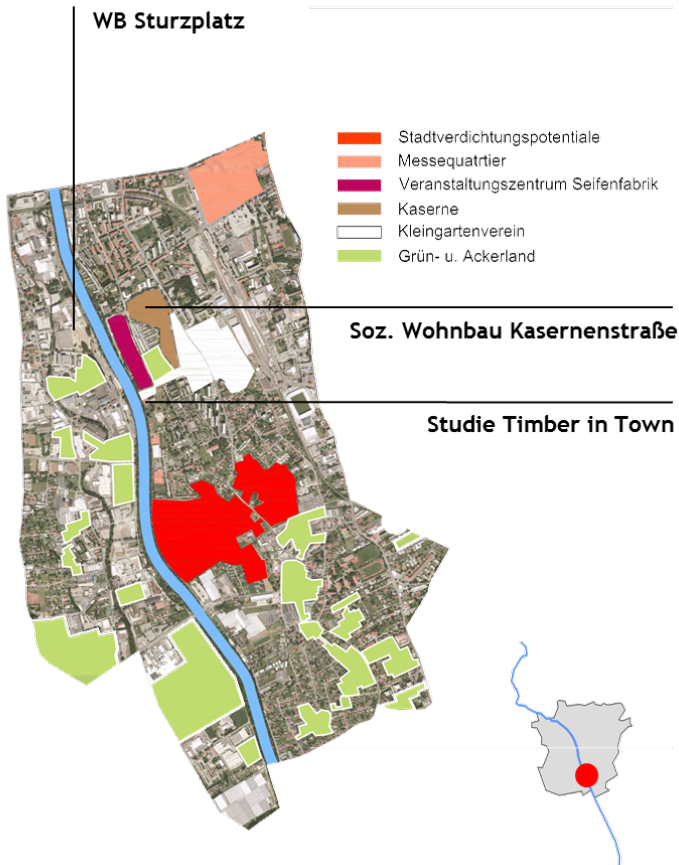 WB Sturzplatz
Stadtverdichtungspotentiale
Messequatrtier
Veranstaltungszentrum Seifenfabrik
Kaserne
Kleingartenverein
Grün- u. Ackerland
Soz. Wohnbau Kasernenstraße
Studie Timber in Town